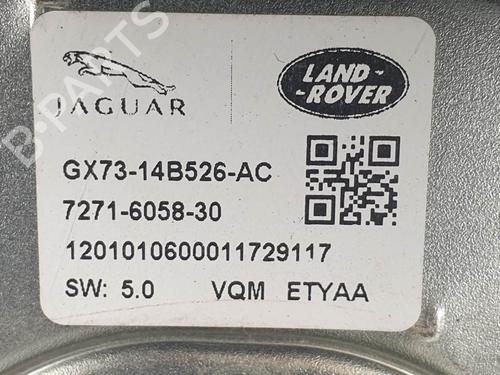 JAGUAR
LAND-
-ROVER
GX73-14B526-AC
7271-6058-30
1201010600011729117
SW: 5.0 VQM ETYAA
B-PARTS